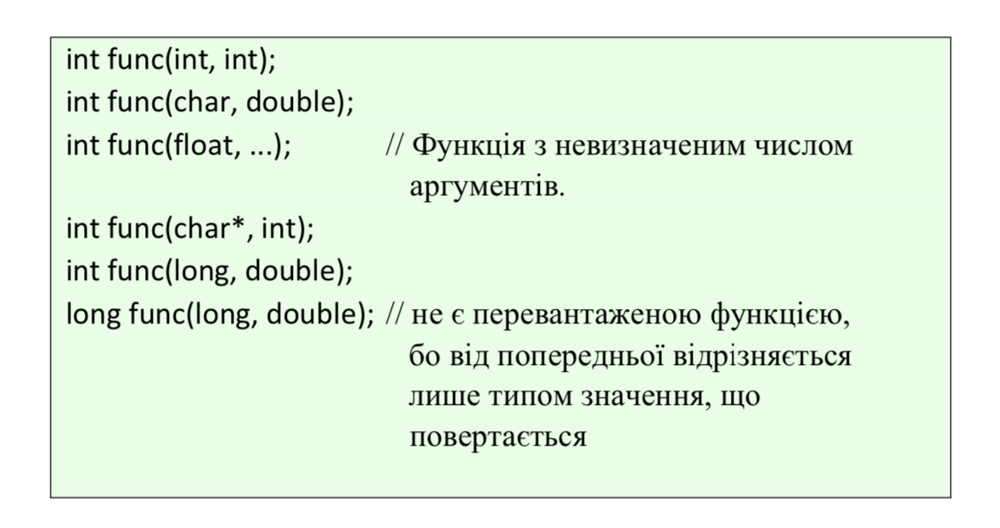 int func(int, int);
int func(char, double);
int func(float, ...); // Функція з невизначеним числом
аргументів.
int func(char*, int);
int func(long, double);
long func(long, double); // не є перевантаженою функцією,
бо від попередньої відрізняється
лише типом значення, що
повертається